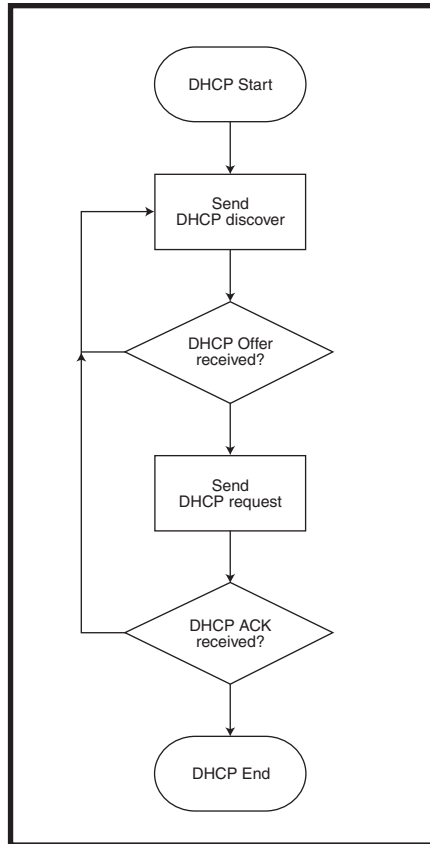 DHCP Start
Send
DHCP discover
DHCP Offer
received?
Send
DHCP request
DHCP ACK
received?
DHCP End